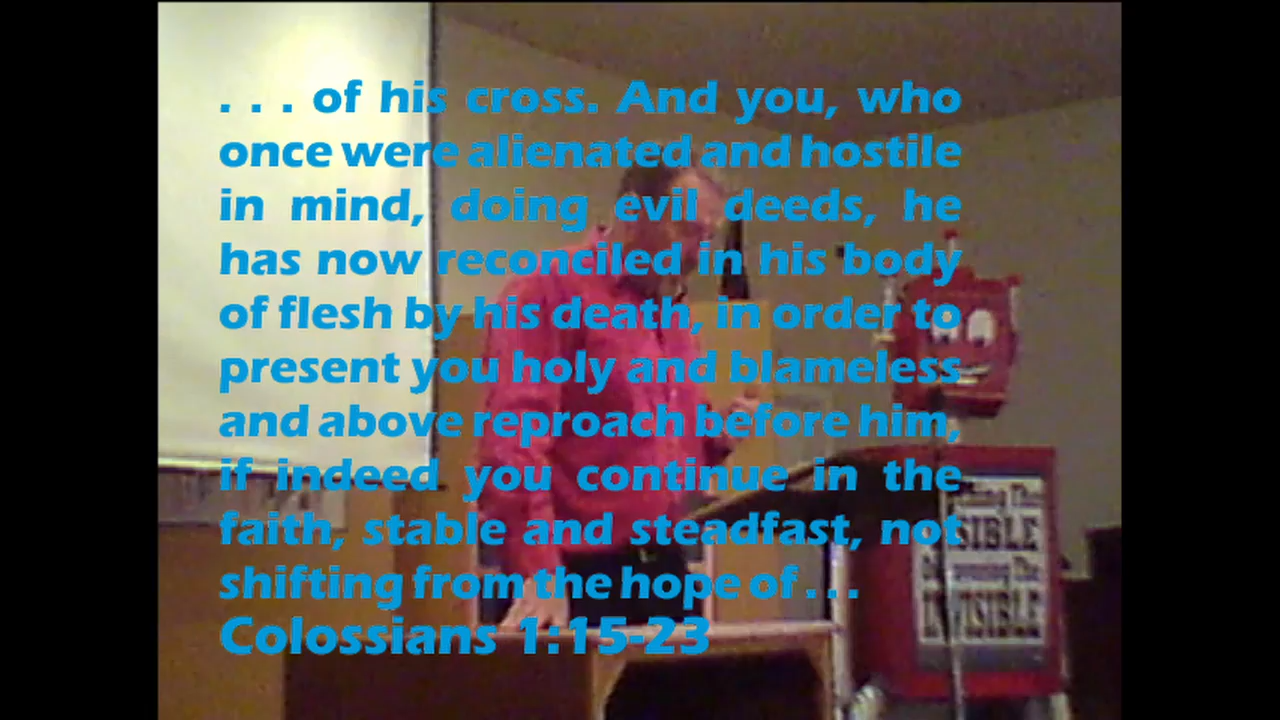 . . . of his cross. And you, who
once were alienated and hostile
in mind, doing evil deeds, he
has now reconciled in his body
of flesh by his death, in order to
present you holy and blameless
and above reproach before him,
if indeed you continue in the
faith, stable and steadfast, not
shifting from the hope of . . .
Colossians 1:15-23
The
SIBLE
The
INVISIBLE